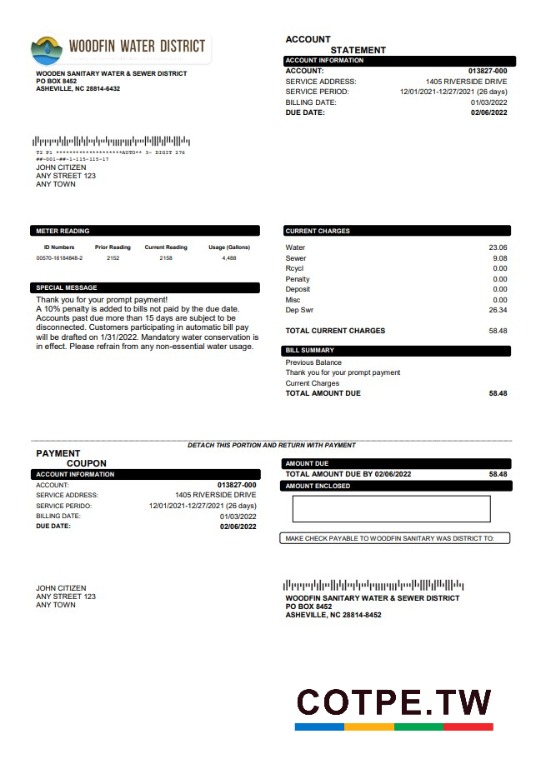 WOODFIN WATER DISTRICT
WOODEN SANITARY WATER & SEWER DISTRICT
PO BOX 8452
ASHEVILLE, NC 28814-6432
ACCOUNT
STATEMENT
ACCOUNT INFORMATION
ACCOUNT: 013827-000
SERVICE ADDRESS: 1405 RIVERSIDE DRIVE
SERVICE PERIOD: 12/01/2021-12/27/2021 (26 days)
BILLING DATE: 01/03/2022
DUE DATE: 02/06/2022
JOHN CITIZEN
ANY STREET 123
ANY TOWN
METER READING
ID Numbers Prior Reading Current Reading Usage (Gallons)
00570-16184848-2 2152 2158 4,488
SPECIAL MESSAGE
Thank you for your prompt payment!
A 10% penalty is added to bills not paid by the due date.
Accounts past due more than 15 days are subject to be
disconnected. Customers participating in automatic bill pay
will be drafted on 1/31/2022. Mandatory water conservation is
in effect. Please refrain from any non-essential water usage.
CURRENT CHARGES
Water 23.06
Sewer 9.08
Rcycl 0.00
Penalty 0.00
Deposit 0.00
Misc 0.00
Dep Swr 26.34
TOTAL CURRENT CHARGES 58.48
BILL SUMMARY
Previous Balance
Thank you for your prompt payment
Current Charges
TOTAL AMOUNT DUE 58.48
DETACH THIS PORTION AND RETURN WITH PAYMENT
PAYMENT
COUPON
ACCOUNT INFORMATION
ACCOUNT: 013827-000
SERVICE ADDRESS: 1405 RIVERSIDE DRIVE
SERVICE PERIDO: 12/01/2021-12/27/2021 (26 days)
BILLING DATE: 01/03/2022
DUE DATE: 02/06/2022
AMOUNT DUE
TOTAL AMOUNT DUE BY 02/06/2022 58.48
AMOUNT ENCLOSED
MAKE CHECK PAYABLE TO WOODFIN SANITARY WAS DISTRICT TO:
JOHN CITIZEN
ANY STREET 123
ANY TOWN
WOODFIN SANITARY WATER & SEWER DISTRICT
PO BOX 8452
ASHEVILLE, NC 28814-8452
COTPE.TW